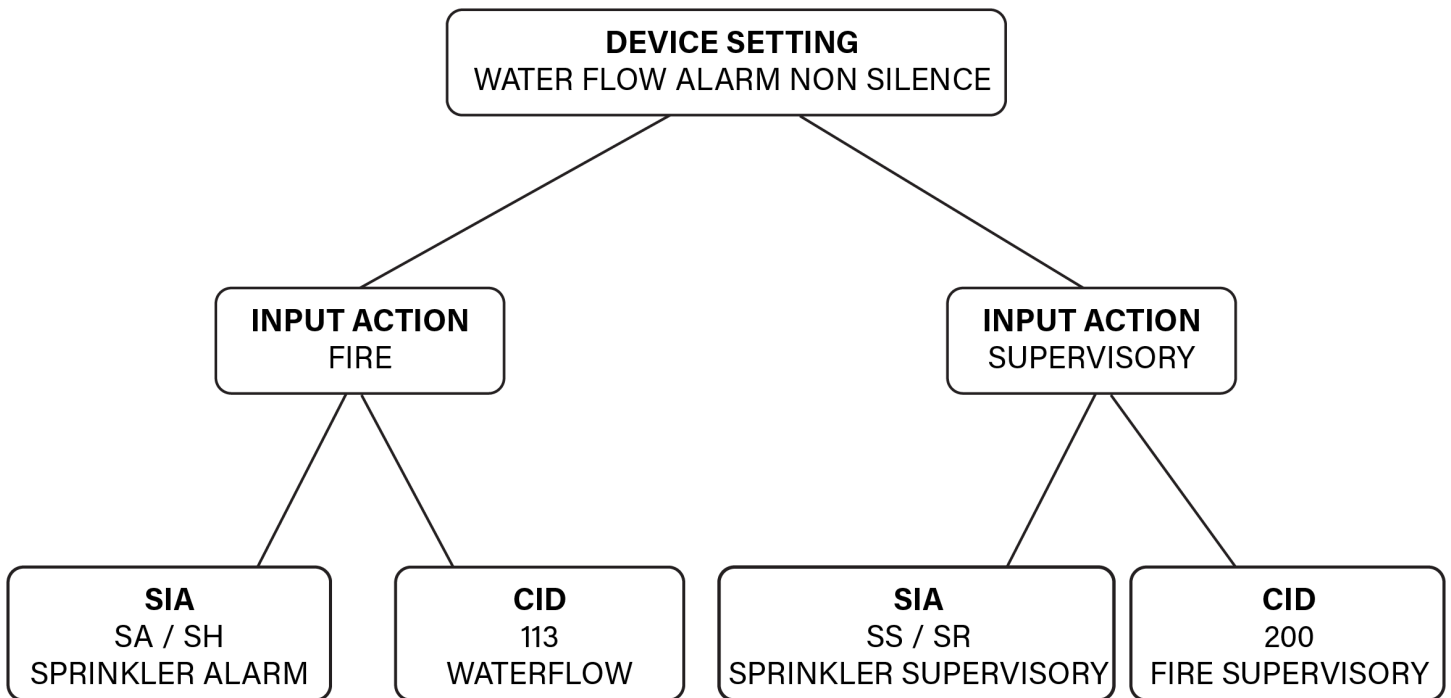 DEVICE SETTING
WATER FLOW ALARM NON SILENCE
INPUT ACTION
FIRE
INPUT ACTION
SUPERVISORY
SIA
SA / SH
SPRINKLER ALARM
CID
113
WATERFLOW
SIA
SS / SR
SPRINKLER SUPERVISORY
CID
200
FIRE SUPERVISORY